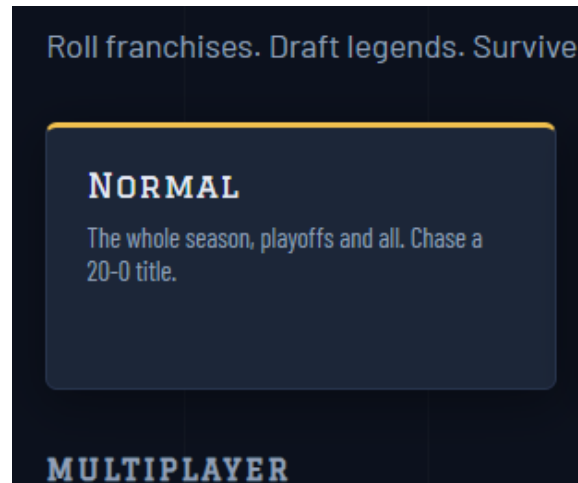 Roll franchises. Draft legends. Survive
NORMAL
The whole season, playoffs and all. Chase a
20-0 title.
MULTIPLAYER